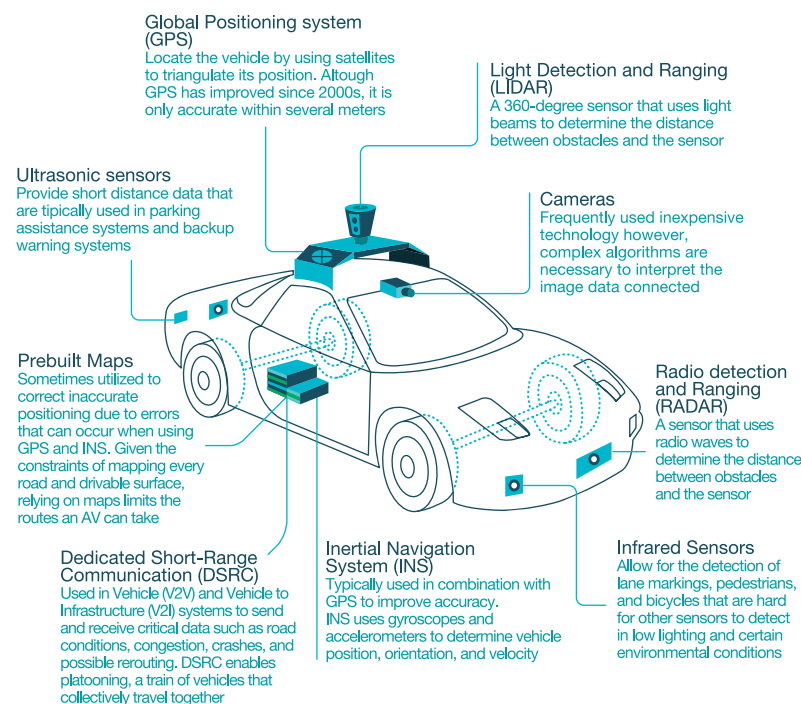 Global Positioning system
(GPS)
Locate the vehicle by using satellites
to triangulate its position. Altough
GPS has improved since 2000s, it is
only accurate within several meters
Light Detection and Ranging
(LIDAR)
A 360-degree sensor that uses light
beams to determine the distance
between obstacles and the sensor
Ultrasonic sensors
Provide short distance data that
are tipically used in parking
assistance systems and backup
warning systems
Cameras
Frequently used inexpensive
technology however,
complex algorithms are
necessary to interpret the
image data connected
Prebuilt Maps
Sometimes utilized to
correct inaccurate
positioning due to errors
that can occur when using
GPS and INS. Given the
constraints of mapping every
road and drivable surface,
relying on maps limits the
routes an AV can take
Radio detection
and Ranging
(RADAR)
A sensor that uses
radio waves to
determine the distance
between obstacles
and the sensor
Dedicated Short-Range
Communication (DSRC)
Used in Vehicle (V2V) and Vehicle to
Infrastructure (V2I) systems to send
and receive critical data such as road
conditions, congestion, crashes, and
possible rerouting. DSRC enables
platooning, a train of vehicles that
collectively travel together
Inertial Navigation
System (INS)
Typically used in combination with
GPS to improve accuracy.
INS uses gyroscopes and
accelerometers to determine vehicle
position, orientation, and velocity
Infrared Sensors
Allow for the detection of
lane markings, pedestrians,
and bicycles that are hard
for other sensors to detect
in low lighting and certain
environmental conditions